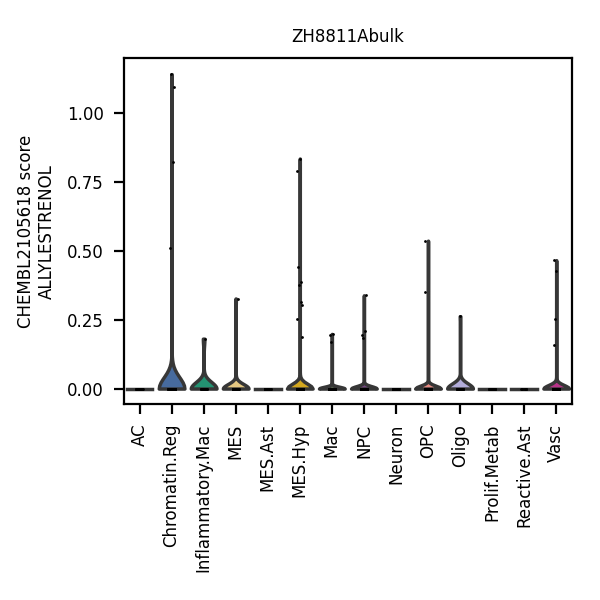 ZH8811Abulk
CHEMBL2105618 score
ALLYLESTRENOL
1.00
0.75
0.50
0.25
0.00
AC
Chromatin.Reg
Inflammatory.Mac
MES
MES.Ast
MES.Hyp
Mac
NPC
Neuron
OPC
Oligo
Prolif.Metab
Reactive.Ast
Vasc